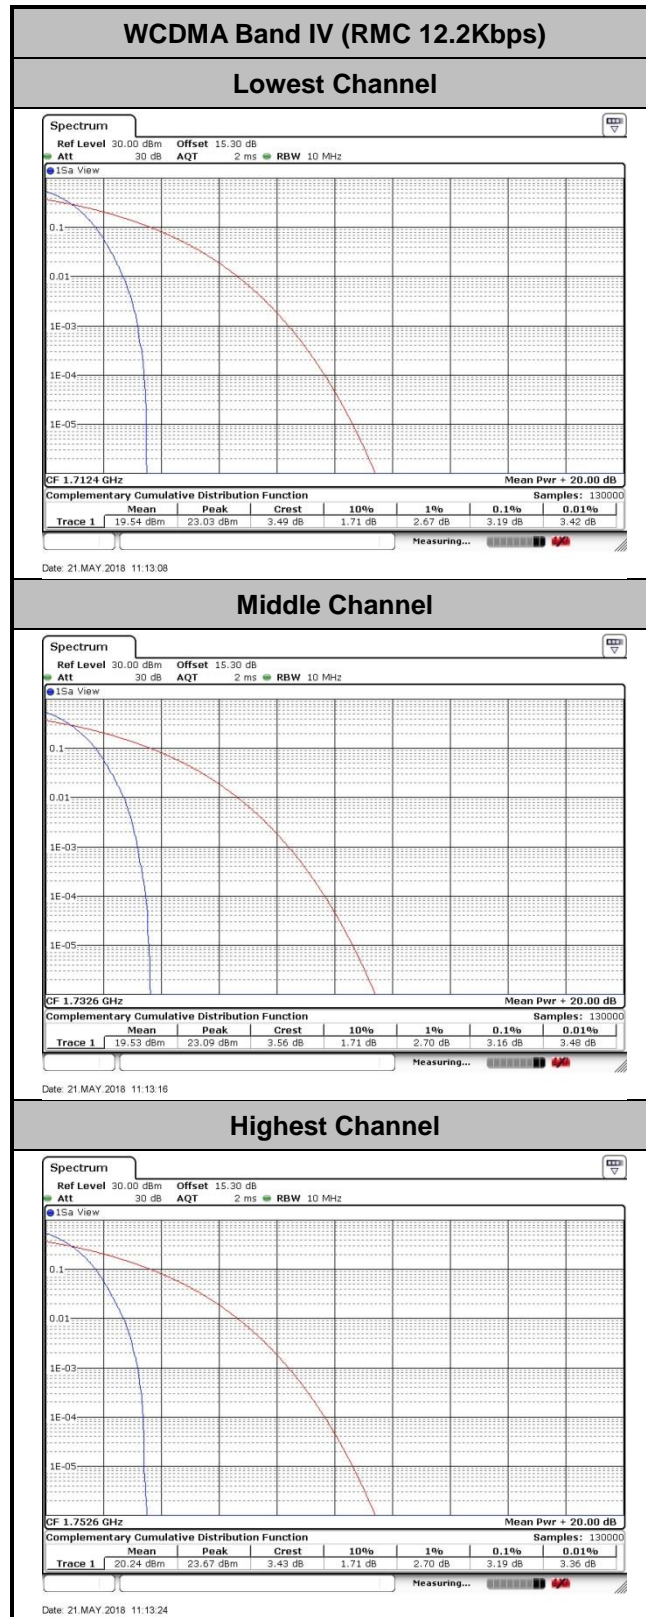 WCDMA Band IV (RMC 12.2Kbps)
Lowest Channel
Spectrum
Ref Level 30.00 dBm Offset 15.30 dB
Att 30 dB AQT 2 ms RBW 10 MHz
1Sa View
0.1
0.01
1E-03
1E-04
1E-05
CF 1.7124 GHz Mean Pwr + 20.00 dB
Complementary Cumulative Distribution Function Samples: 130000
Mean Peak Crest 10% 1% 0.1% 0.01%
Trace 1 19.54 dBm 23.03 dBm 3.49 dB 1.71 dB 2.67 dB 3.19 dB 3.42 dB
Measuring...
Date: 21.MAY.2018 11:13:08
Middle Channel
Spectrum
Ref Level 30.00 dBm Offset 15.30 dB
Att 30 dB AQT 2 ms RBW 10 MHz
1Sa View
0.1
0.01
1E-03
1E-04
1E-05
CF 1.7326 GHz Mean Pwr + 20.00 dB
Complementary Cumulative Distribution Function Samples: 130000
Mean Peak Crest 10% 1% 0.1% 0.01%
Trace 1 19.53 dBm 23.09 dBm 3.56 dB 1.71 dB 2.70 dB 3.16 dB 3.48 dB
Measuring...
Date: 21.MAY.2018 11:13:16
Highest Channel
Spectrum
Ref Level 30.00 dBm Offset 15.30 dB
Att 30 dB AQT 2 ms RBW 10 MHz
1Sa View
0.1
0.01
1E-03
1E-04
1E-05
CF 1.7526 GHz Mean Pwr + 20.00 dB
Complementary Cumulative Distribution Function Samples: 130000
Mean Peak Crest 10% 1% 0.1% 0.01%
Trace 1 20.24 dBm 23.67 dBm 3.43 dB 1.71 dB 2.70 dB 3.19 dB 3.36 dB
Measuring...
Date: 21.MAY.2018 11:13:24